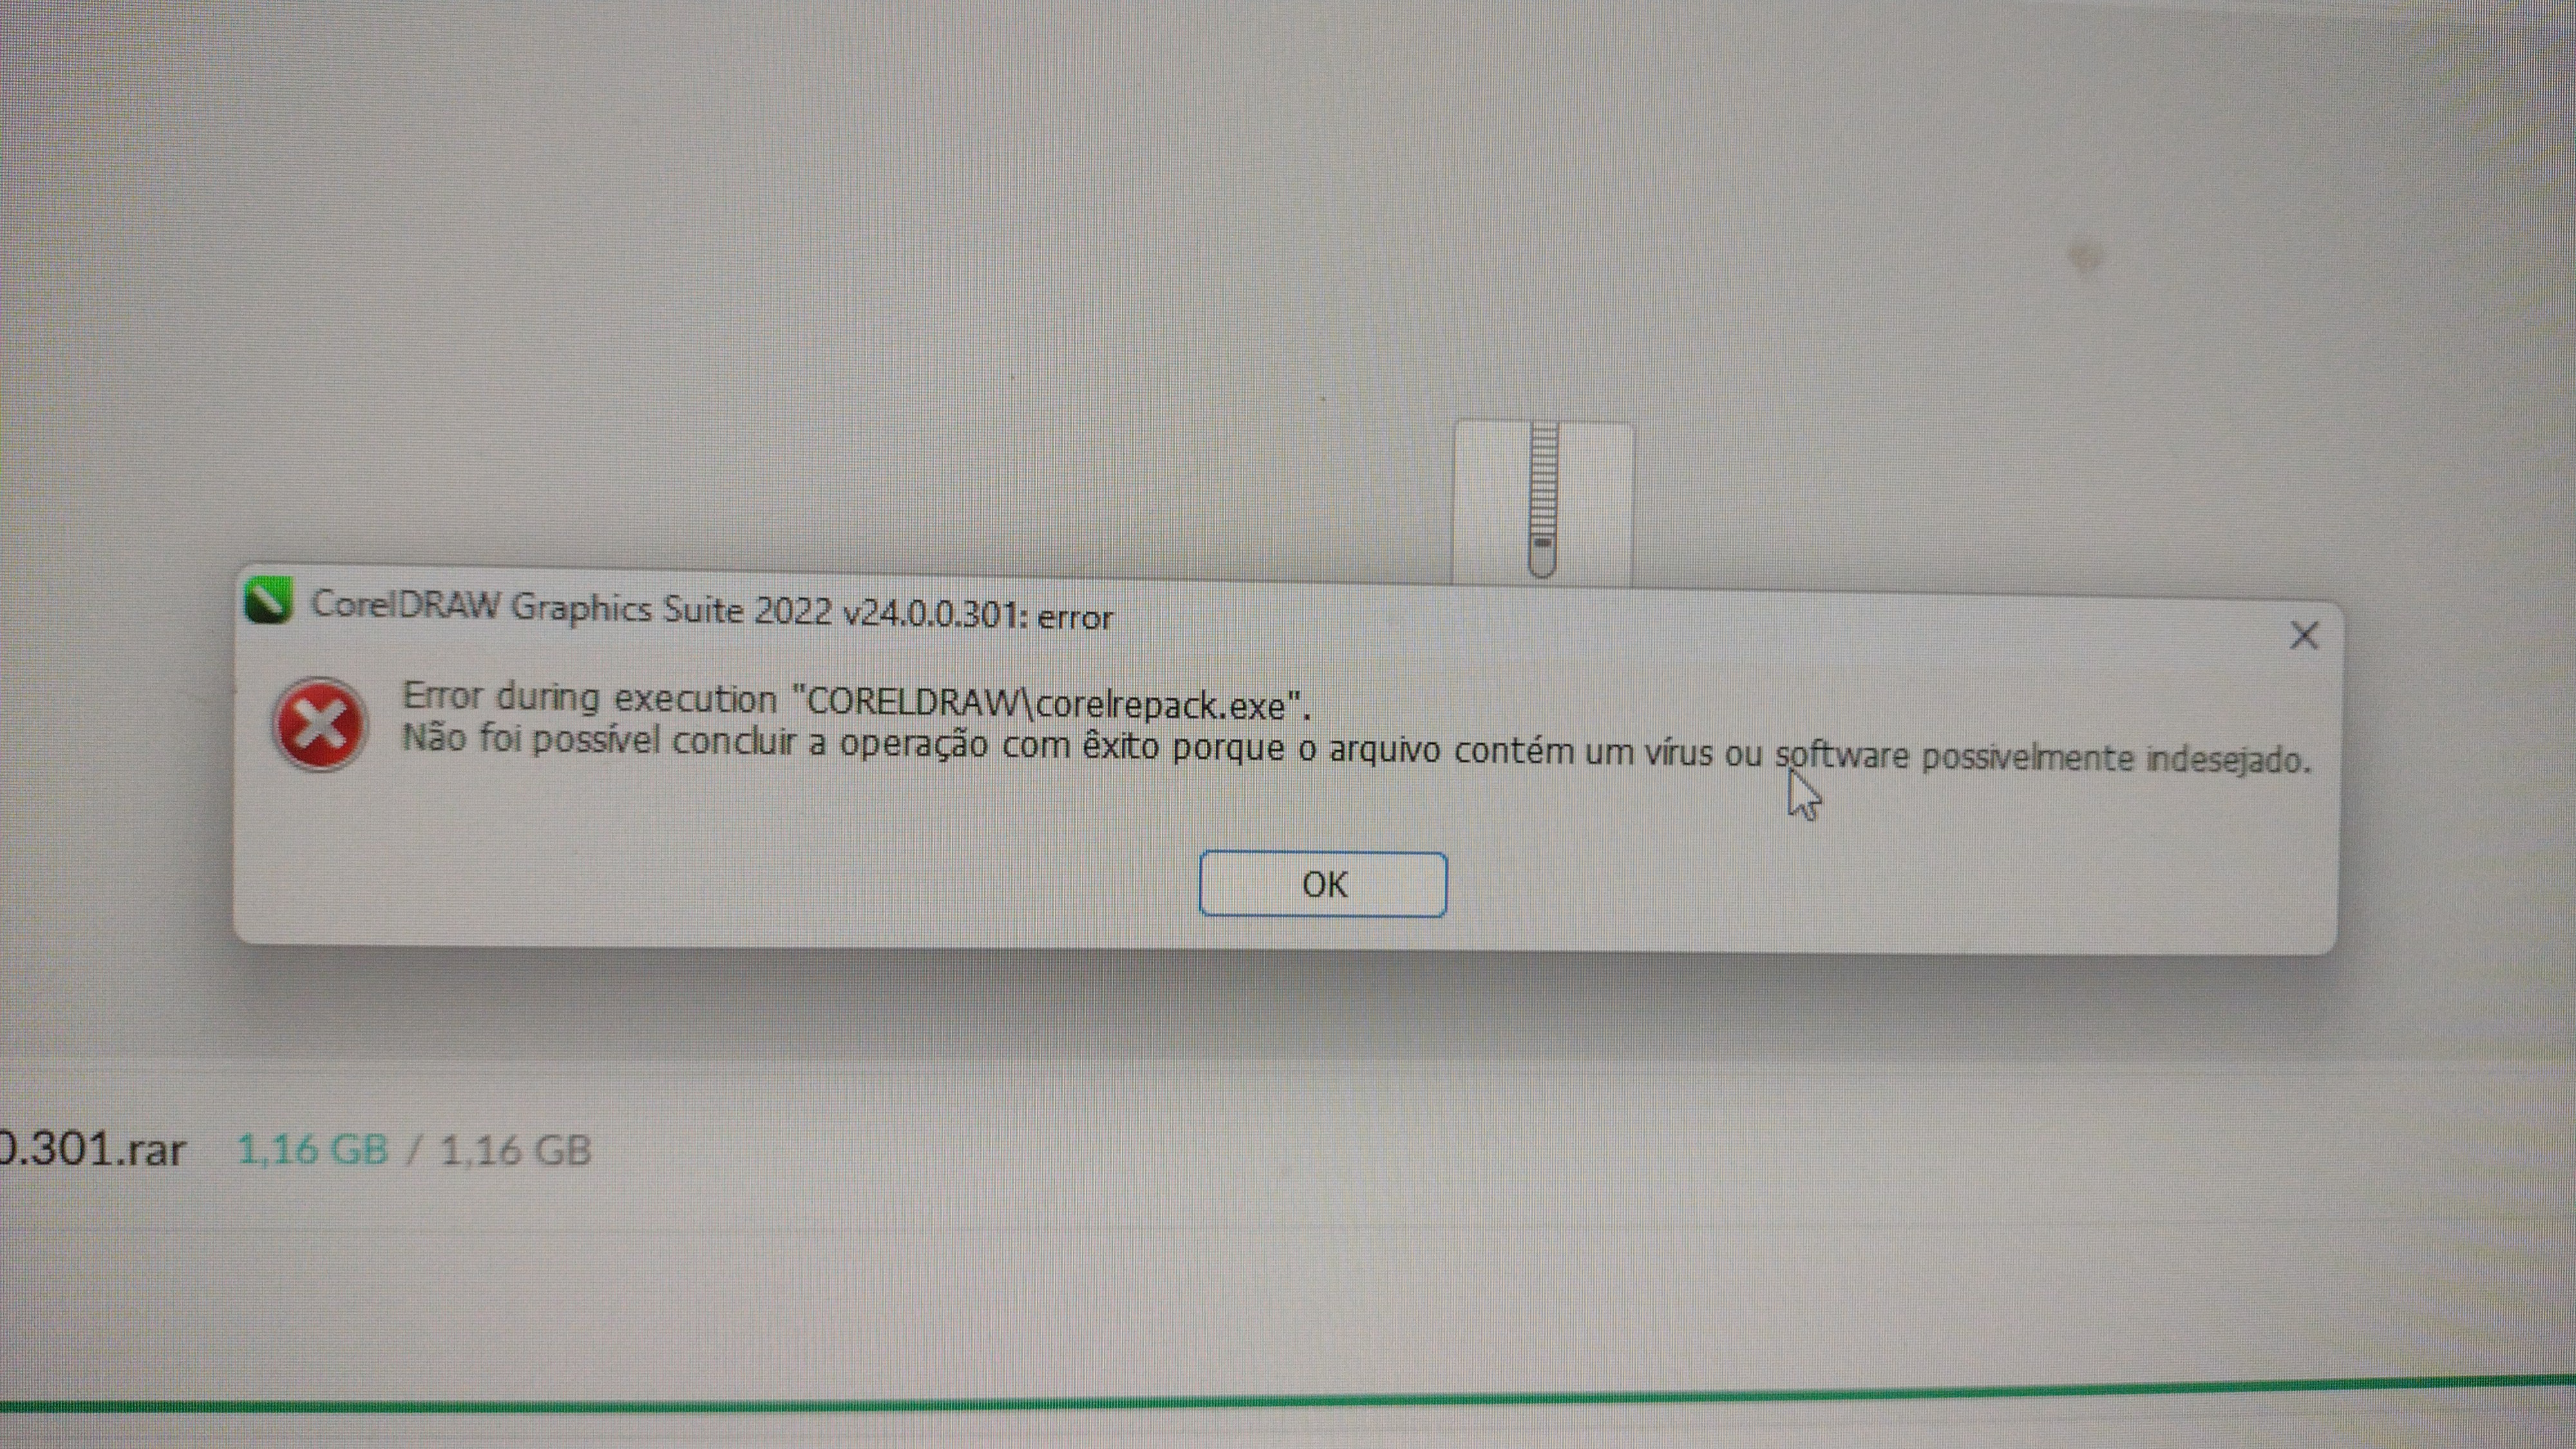 CorelDRAW Graphics Suite 2022 v24.0.0.301: error
Error during execution "CORELDRAW\corelrepack.exe".
Não foi possível concluir a operação com êxito porque o arquivo contém um vírus ou software possivelmente indesejado.
OK
0.301.rar 1,16 GB / 1,16 GB